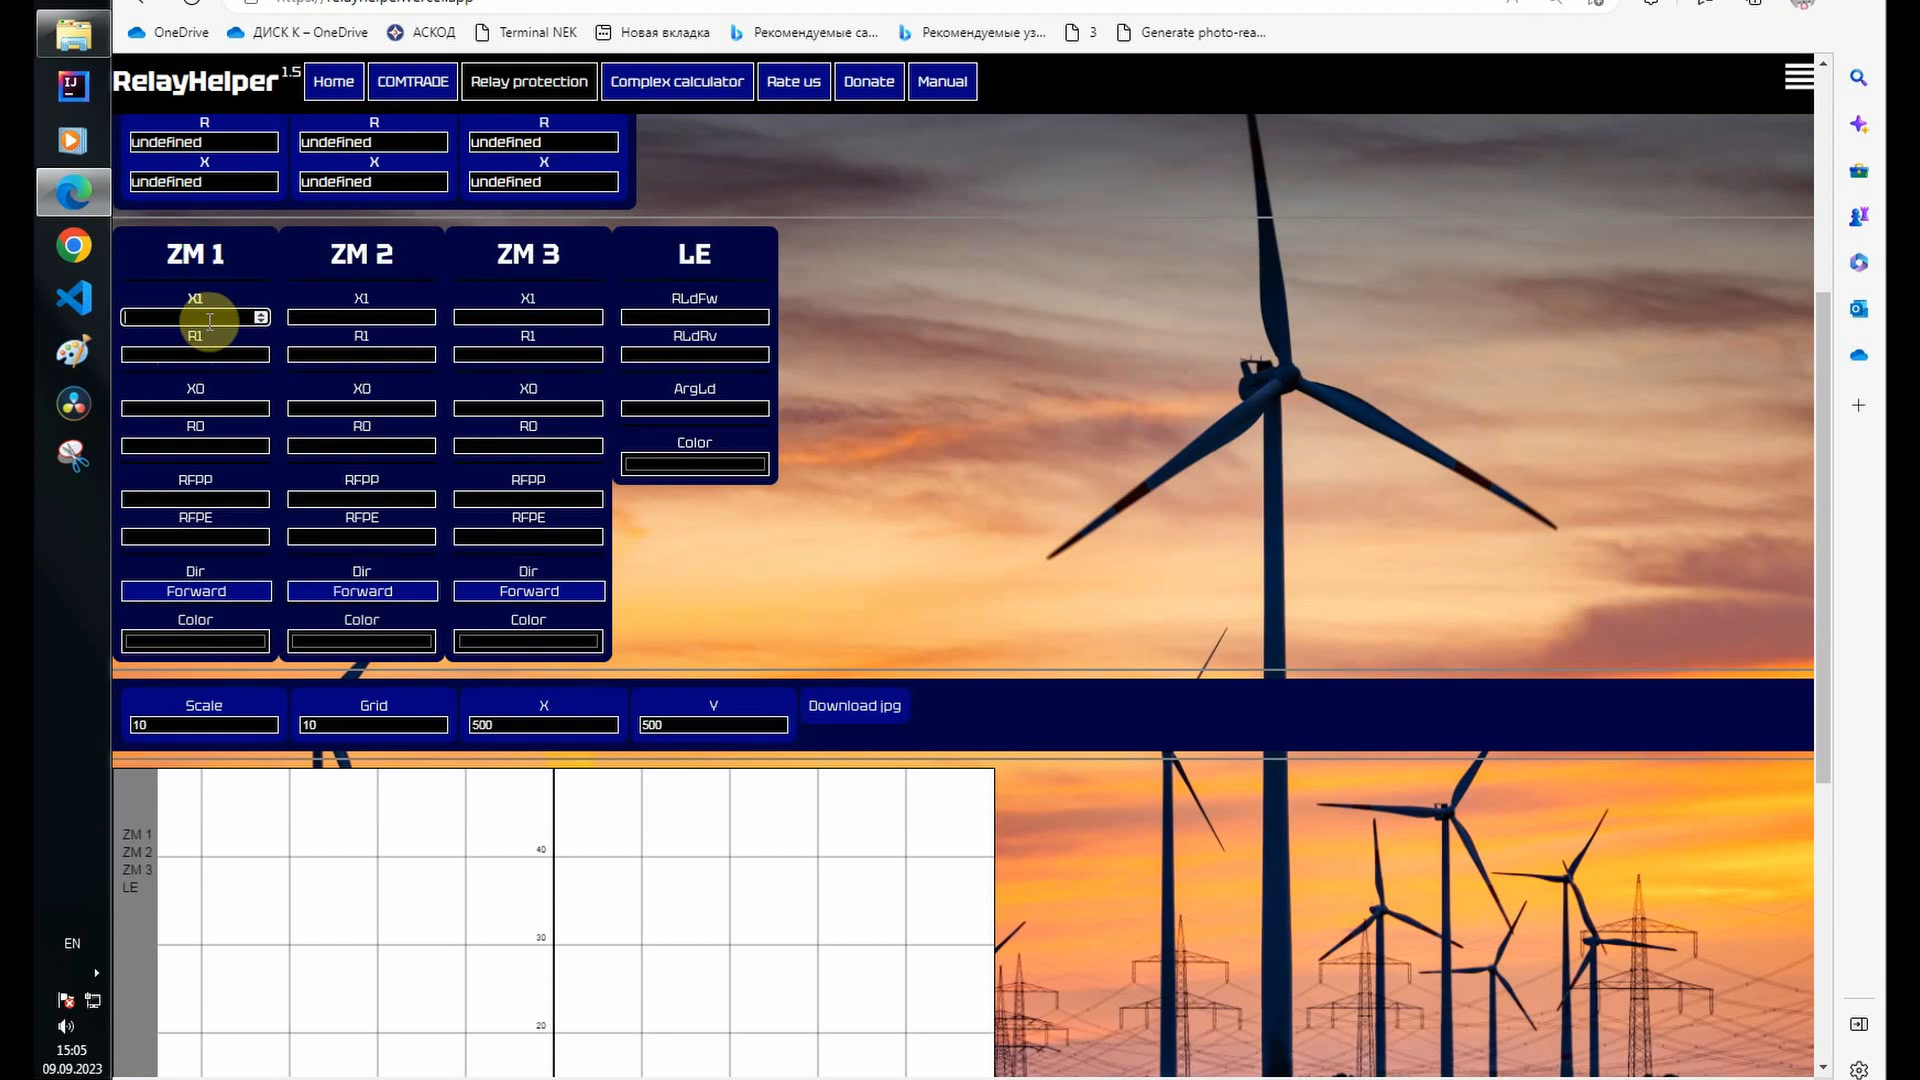 OneDrive
ДИСК K – OneDrive
АСКОД
Terminal NEK
Новая вкладка
Рекомендуемые са...
Рекомендуемые уз...
3
Generate photo-rea...
RelayHelper 1.5
Home
COMTRADE
Relay protection
Complex calculator
Rate us
Donate
Manual
R R R
undefined undefined undefined
X X X
undefined undefined undefined
ZM 1 ZM 2 ZM 3 LE
X1 X1 X1 RLdFw
R1 R1 R1 RLdRv
X0 X0 X0 ArgLd
R0 R0 R0
Color
RFPP RFPP RFPP
RFPE RFPE RFPE
Dir Dir Dir
Forward Forward Forward
Color Color Color
Scale Grid X Y Download jpg
10 10 500 500
ZM 1
ZM 2
ZM 3
LE
40
30
20
EN
15:05
09.09.2023